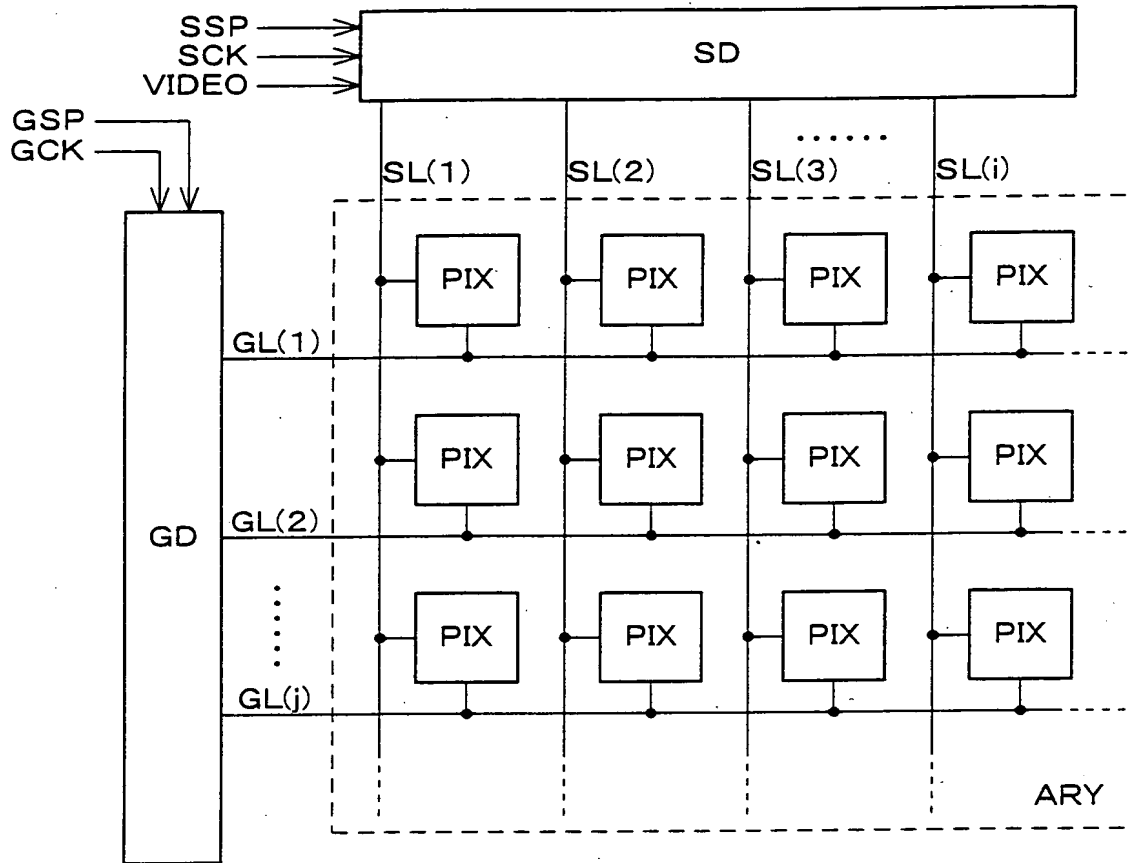 SSP
SCK
VIDEO
SD
GSP
GCK
SL(1)
SL(2)
SL(3)
......
SL(i)
PIX
PIX
PIX
PIX
GL(1)
PIX
PIX
PIX
PIX
GD
GL(2)
PIX
PIX
PIX
PIX
GL(j)
ARY